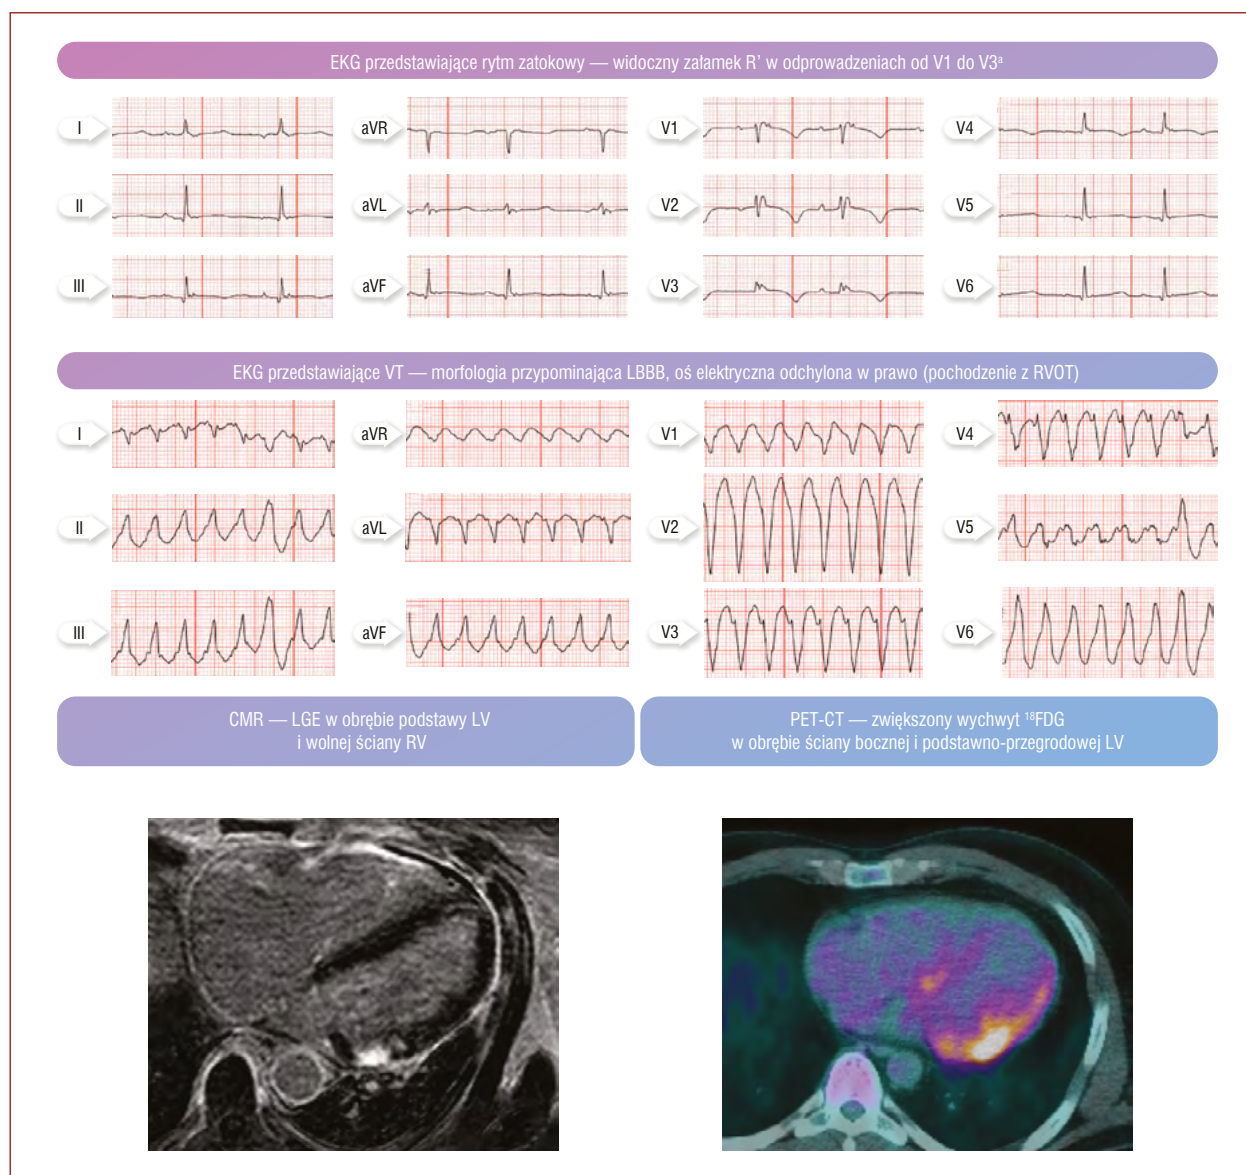 EKG przedstawiające rytm zatokowy — widoczny załamek R’ w odprowadzeniach od V1 do V3ᵃ
I
aVR
V1
V4
II
aVL
V2
V5
III
aVF
V3
V6
EKG przedstawiające VT — morfologia przypominająca LBBB, oś elektryczna odchylona w prawo (pochodzenie z RVOT)
I
aVR
V1
V4
II
aVL
V2
V5
III
aVF
V3
V6
CMR — LGE w obrębie podstawy LV
i wolnej ściany RV
PET-CT — zwiększony wychwyt ¹⁸FDG
w obrębie ściany bocznej i podstawno-przegrodowej LV